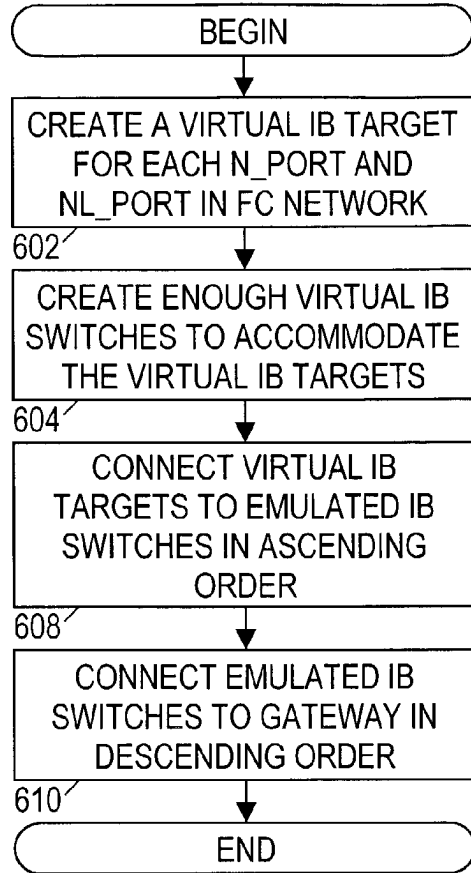 BEGIN
CREATE A VIRTUAL IB TARGET
FOR EACH N_PORT AND
NL_PORT IN FC NETWORK
602
CREATE ENOUGH VIRTUAL IB
SWITCHES TO ACCOMMODATE
THE VIRTUAL IB TARGETS
604
CONNECT VIRTUAL IB
TARGETS TO EMULATED IB
SWITCHES IN ASCENDING
ORDER
608
CONNECT EMULATED IB
SWITCHES TO GATEWAY IN
DESCENDING ORDER
610
END